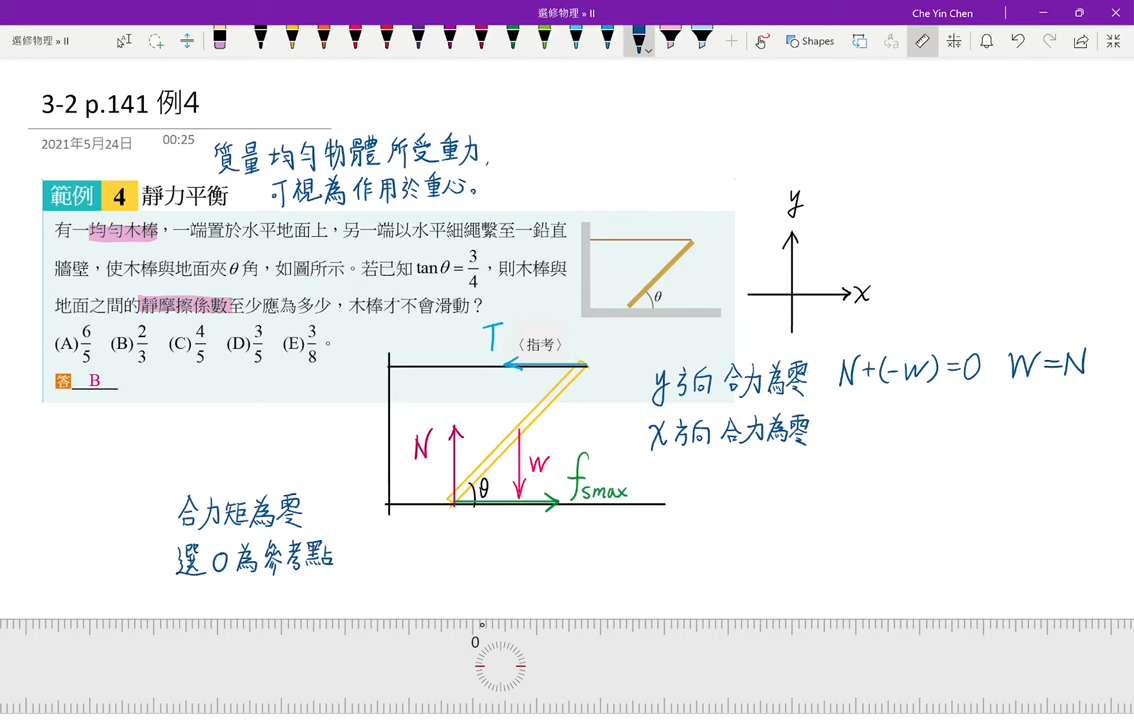 選修物理 » II
Che Yin Chen
選修物理 » II
Shapes
3-2 p.141 例4
2021年5月24日 00:25
質量均勻物體所受重力,
可視為作用於重心。
範例 4 靜力平衡
有一均勻木棒,一端置於水平地面上,另一端以水平細繩繫至一鉛直
牆壁,使木棒與地面夾θ角,如圖所示。若已知 tanθ = 3/4,則木棒與
地面之間的靜摩擦係數至少應為多少,木棒才不會滑動?
(A) 6/5 (B) 2/3 (C) 4/5 (D) 3/5 (E) 3/8 。
〈指考〉
答 B
θ
y
x
T
N
W
θ
fsmax
y方向 合力為零 N+(-W)=0 W=N
x方向 合力為零
合力矩為零
選O為參考點
0